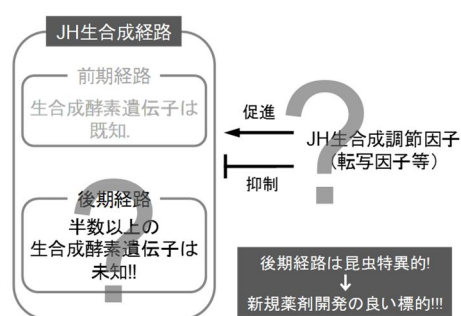 JH生合成経路
前期経路
生合成酵素遺伝子は
既知.
後期経路
半数以上の
生合成酵素遺伝子は
未知!!
?
促進
抑制
?
JH生合成調節因子
（転写因子等）
後期経路は昆虫特異的!
↓
新規薬剤開発の良い標的!!!